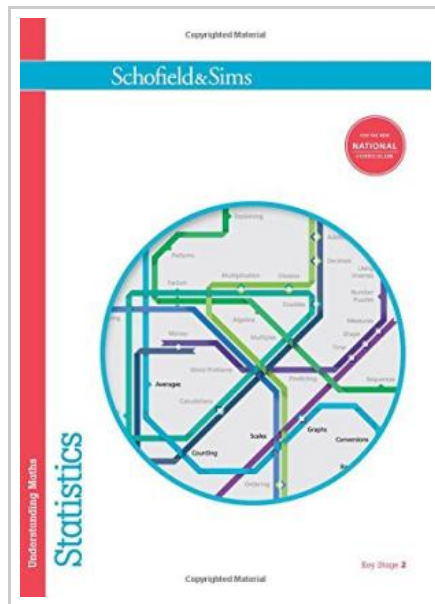 Copyrighted Material
Schofield&Sims
FOR THE NEW
NATIONAL
CURRICULUM
Explaining
Patterns
Decimals
Multiplication
Division
Using
Number
Puzzles
Factors
Doubles
Measures
Shape
Time
Algebra
Money
Multiples
Word Problems
Predicting
Sequences
Averages
Calculations
Scales
Graphs
Conversions
Counting
Ordering
Understanding Maths
Statistics
Key Stage 2
Copyrighted Material